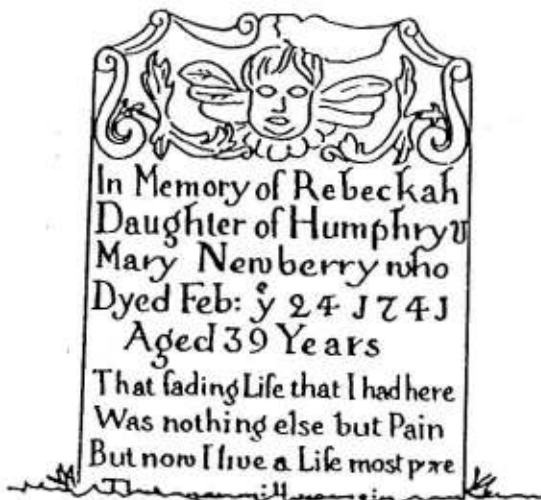 In Memory of Rebeckah
Daughter of Humphry &
Mary Newberry who
Dyed Feb: yͤ 24 1741
Aged 39 Years
That fading Life that I had here
Was nothing else but Pain
But now I live a Life most pure